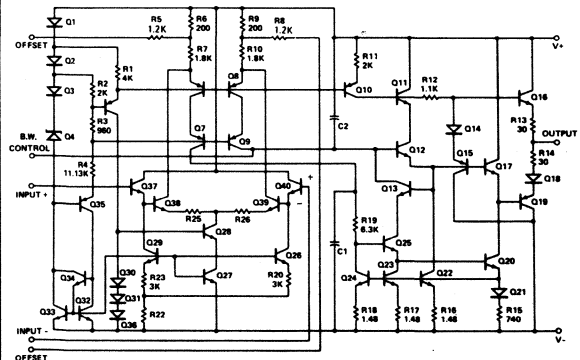 Q1
R5
1.2K
R6
200
R9
200
R8
1.2K
V+
OFFSET
Q2
Q3
R1
4K
R2
2K
R3
980
R7
1.8K
Q8
R10
1.8K
R11
2K
Q10
Q11
R12
1.1K
Q16
R13
30
OUTPUT
R14
30
Q4
Q7
Q9
C2
Q12
Q14
Q15
Q17
Q18
Q19
B.W.
CONTROL
R4
11.13K
INPUT +
Q35
Q37
Q38
R25
R26
Q39
Q40
+
-
Q13
R19
6.3K
Q25
Q28
Q29
Q27
Q26
C1
Q34
Q33
Q32
Q30
Q31
Q36
R23
3K
R22
R20
3K
Q24
Q23
Q22
Q20
Q21
R18
1.48
R17
1.48
R16
1.48
R15
740
INPUT -
OFFSET
V-